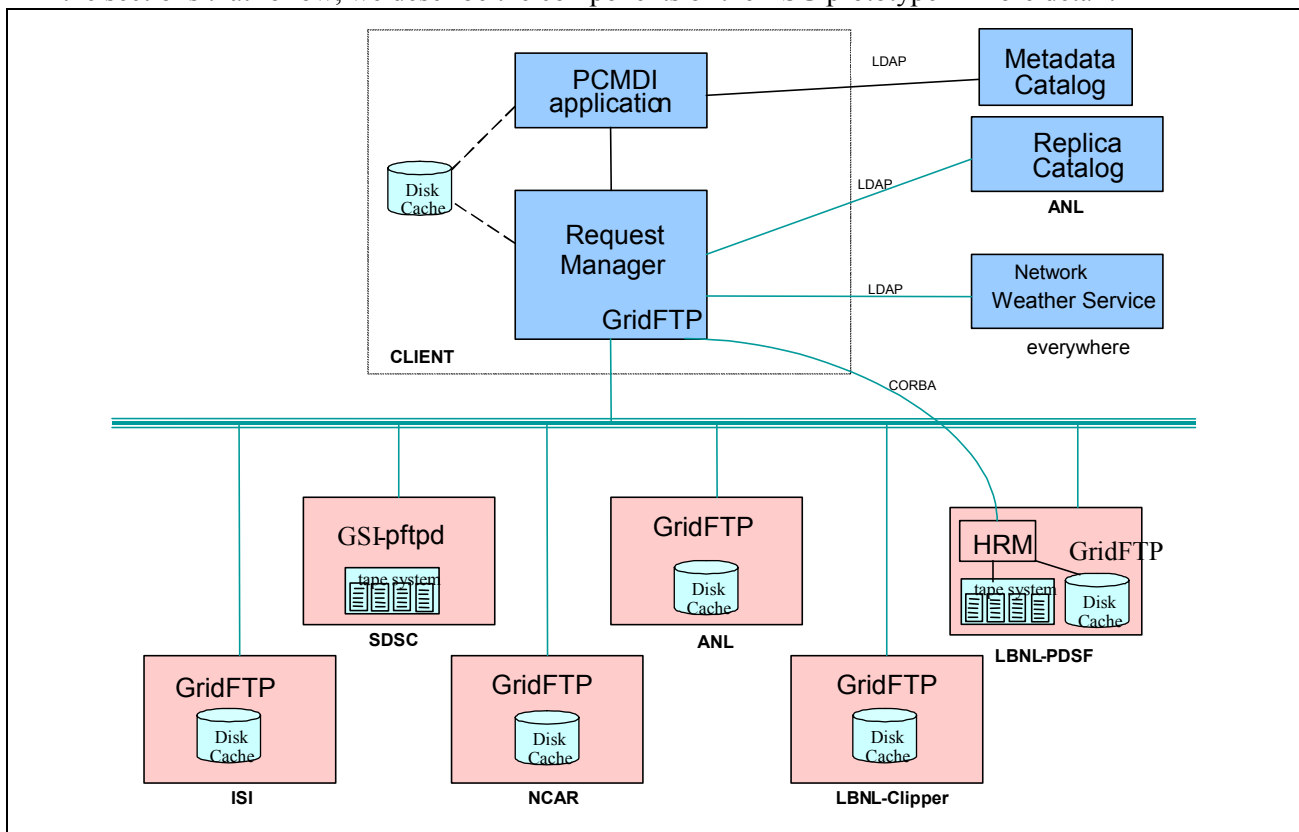 PCMDI
application
LDAP
Metadata
Catalog
Disk
Cache
Replica
Catalog
LDAP
ANL
Request
Manager
GridFTP
LDAP
Network
Weather Service
everywhere
CLIENT
CORBA
GSI-pftpd
tape system
SDSC
GridFTP
Disk
Cache
ANL
HRM
GridFTP
tape system
Disk
Cache
LBNL-PDSF
GridFTP
Disk
Cache
ISI
GridFTP
Disk
Cache
NCAR
GridFTP
Disk
Cache
LBNL-Clipper